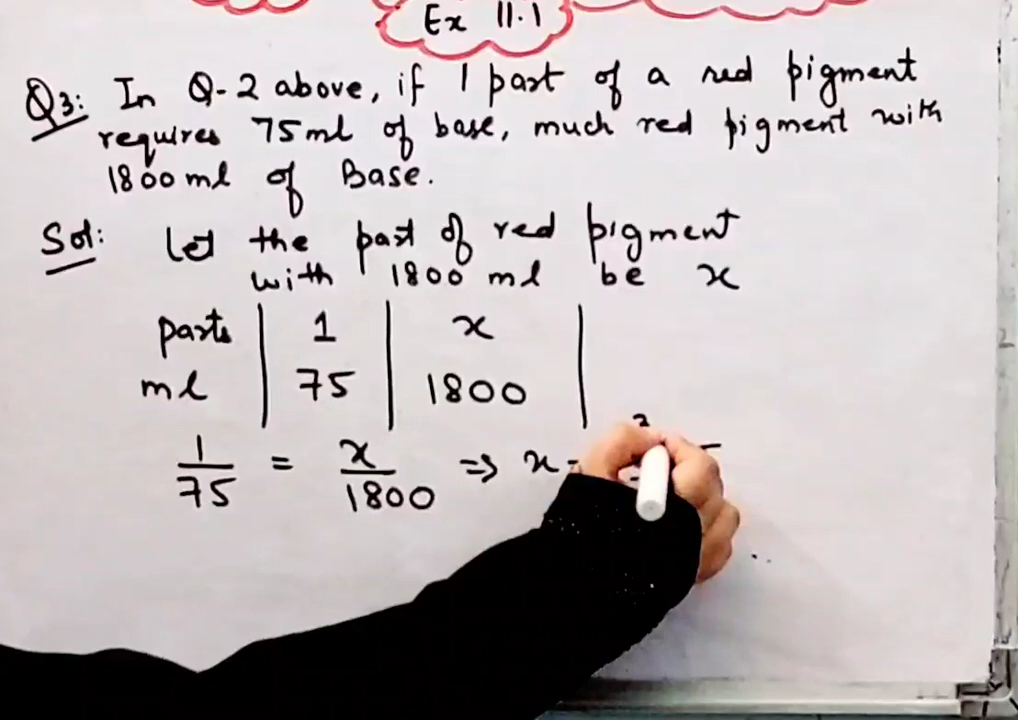 Ex 11.1
Q3: In Q-2 above, if 1 part of a red pigment
requires 75ml of base, much red pigment with
1800 ml of Base.
Sol: Let the part of red pigment
with 1800 ml be x
parts | 1 | x |
ml | 75 | 1800 |
1/75 = x/1800 ⇒ x